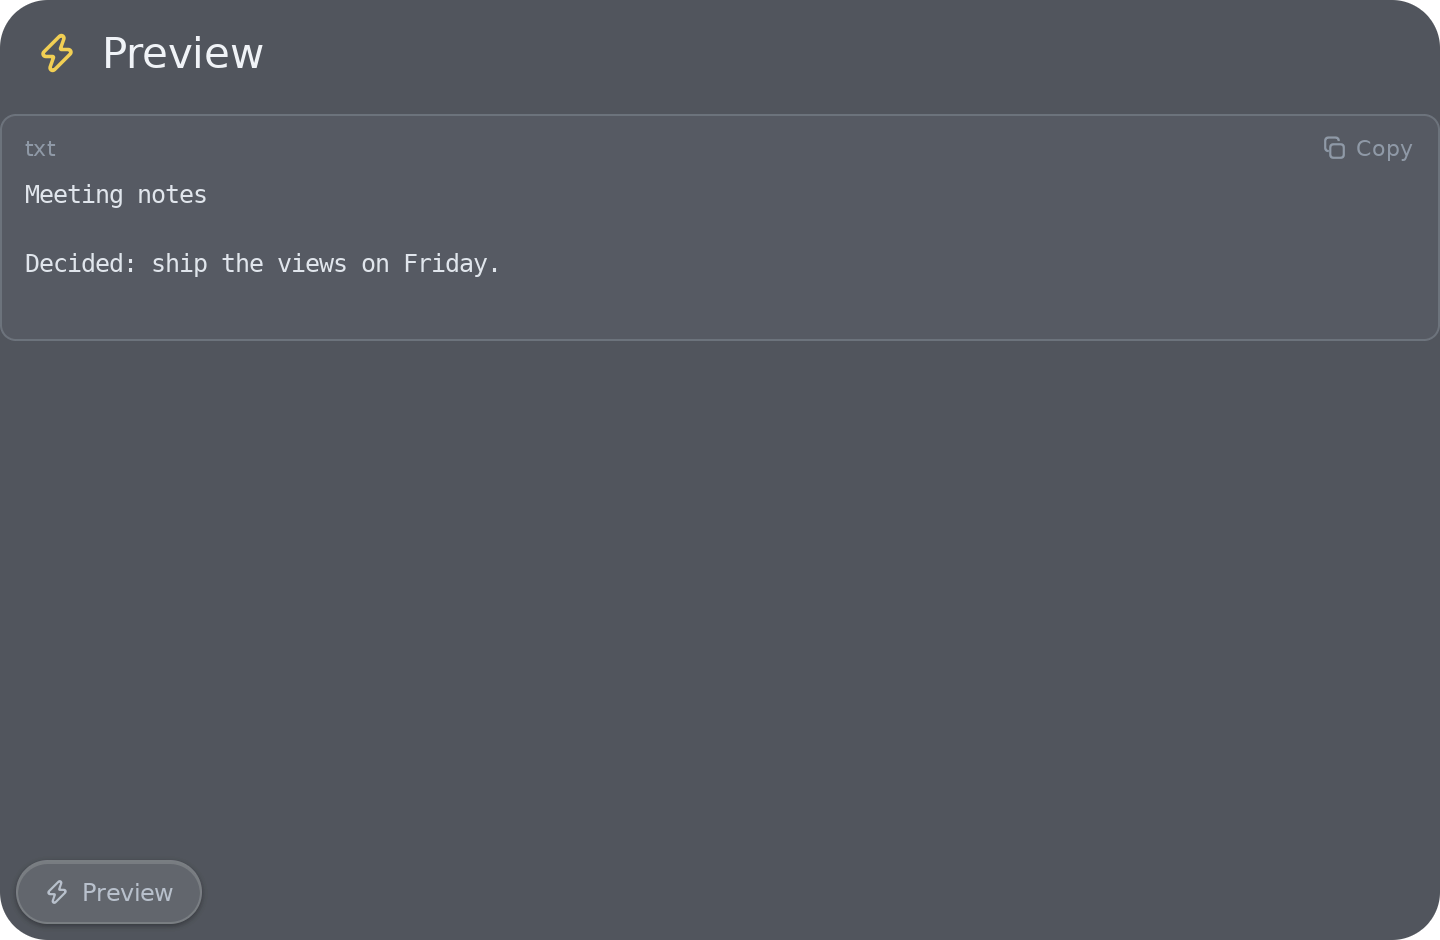 Preview
txt
Copy
Meeting notes
Decided: ship the views on Friday.
Preview